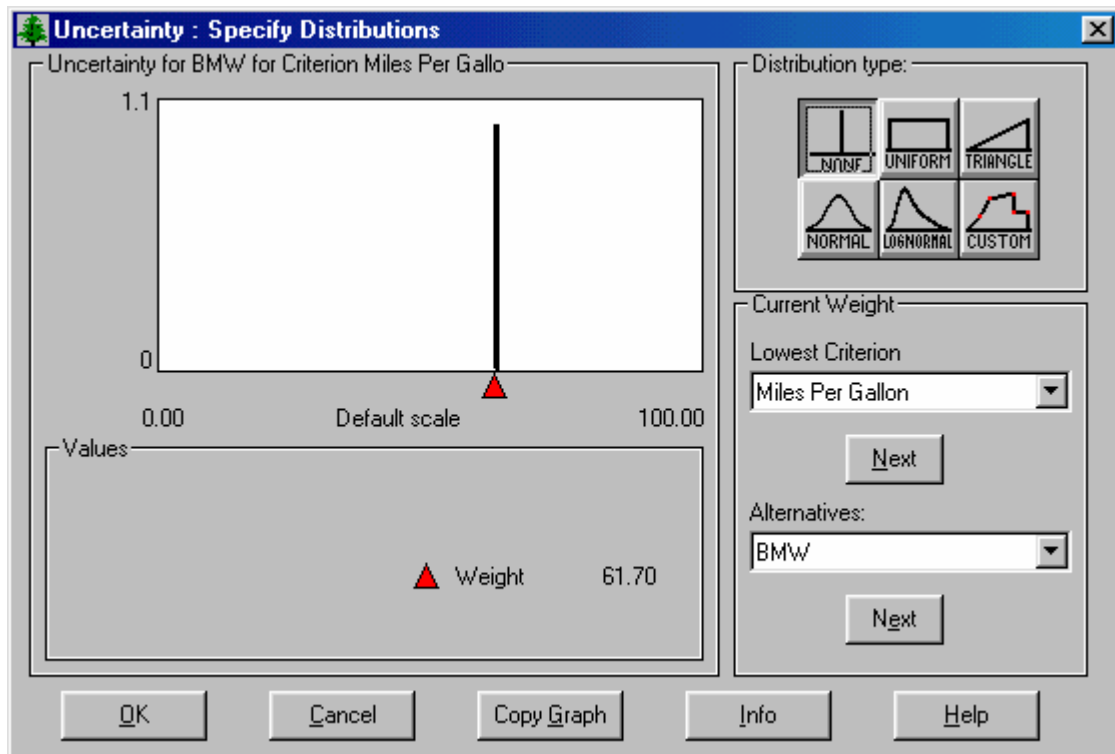 Uncertainty : Specify Distributions
Uncertainty for BMW for Criterion Miles Per Gallo
1.1
0
0.00 Default scale 100.00
Values
Weight 61.70
Distribution type:
NONE UNIFORM TRIANGLE
NORMAL LOGNORMAL CUSTOM
Current Weight
Lowest Criterion
Miles Per Gallon
Next
Alternatives:
BMW
Next
OK Cancel Copy Graph Info Help